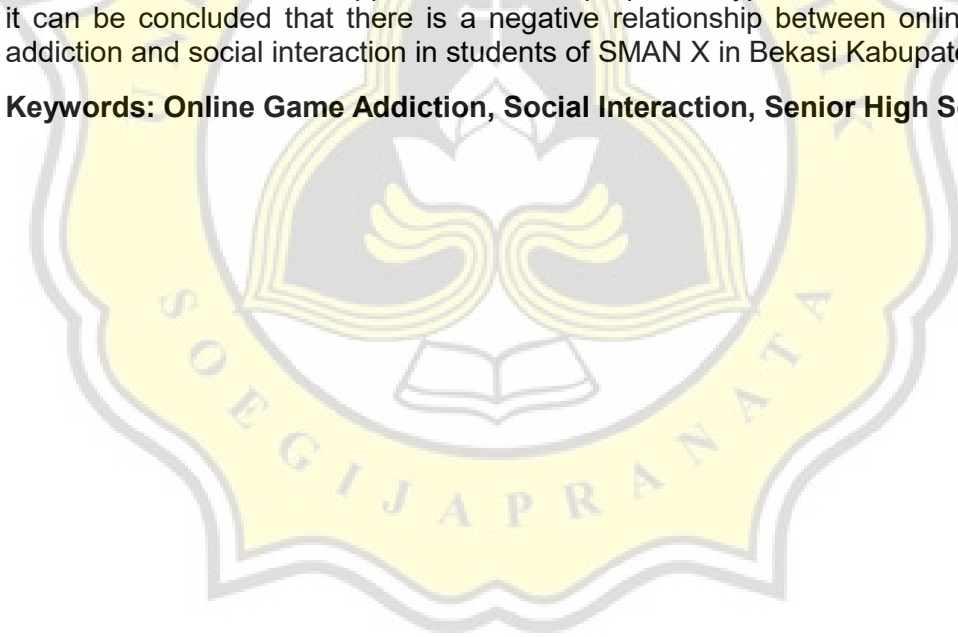 it can be concluded that there is a negative relationship between onlin
addiction and social interaction in students of SMAN X in Bekasi Kabupat
Keywords: Online Game Addiction, Social Interaction, Senior High S
SOEGIJAPRANATA